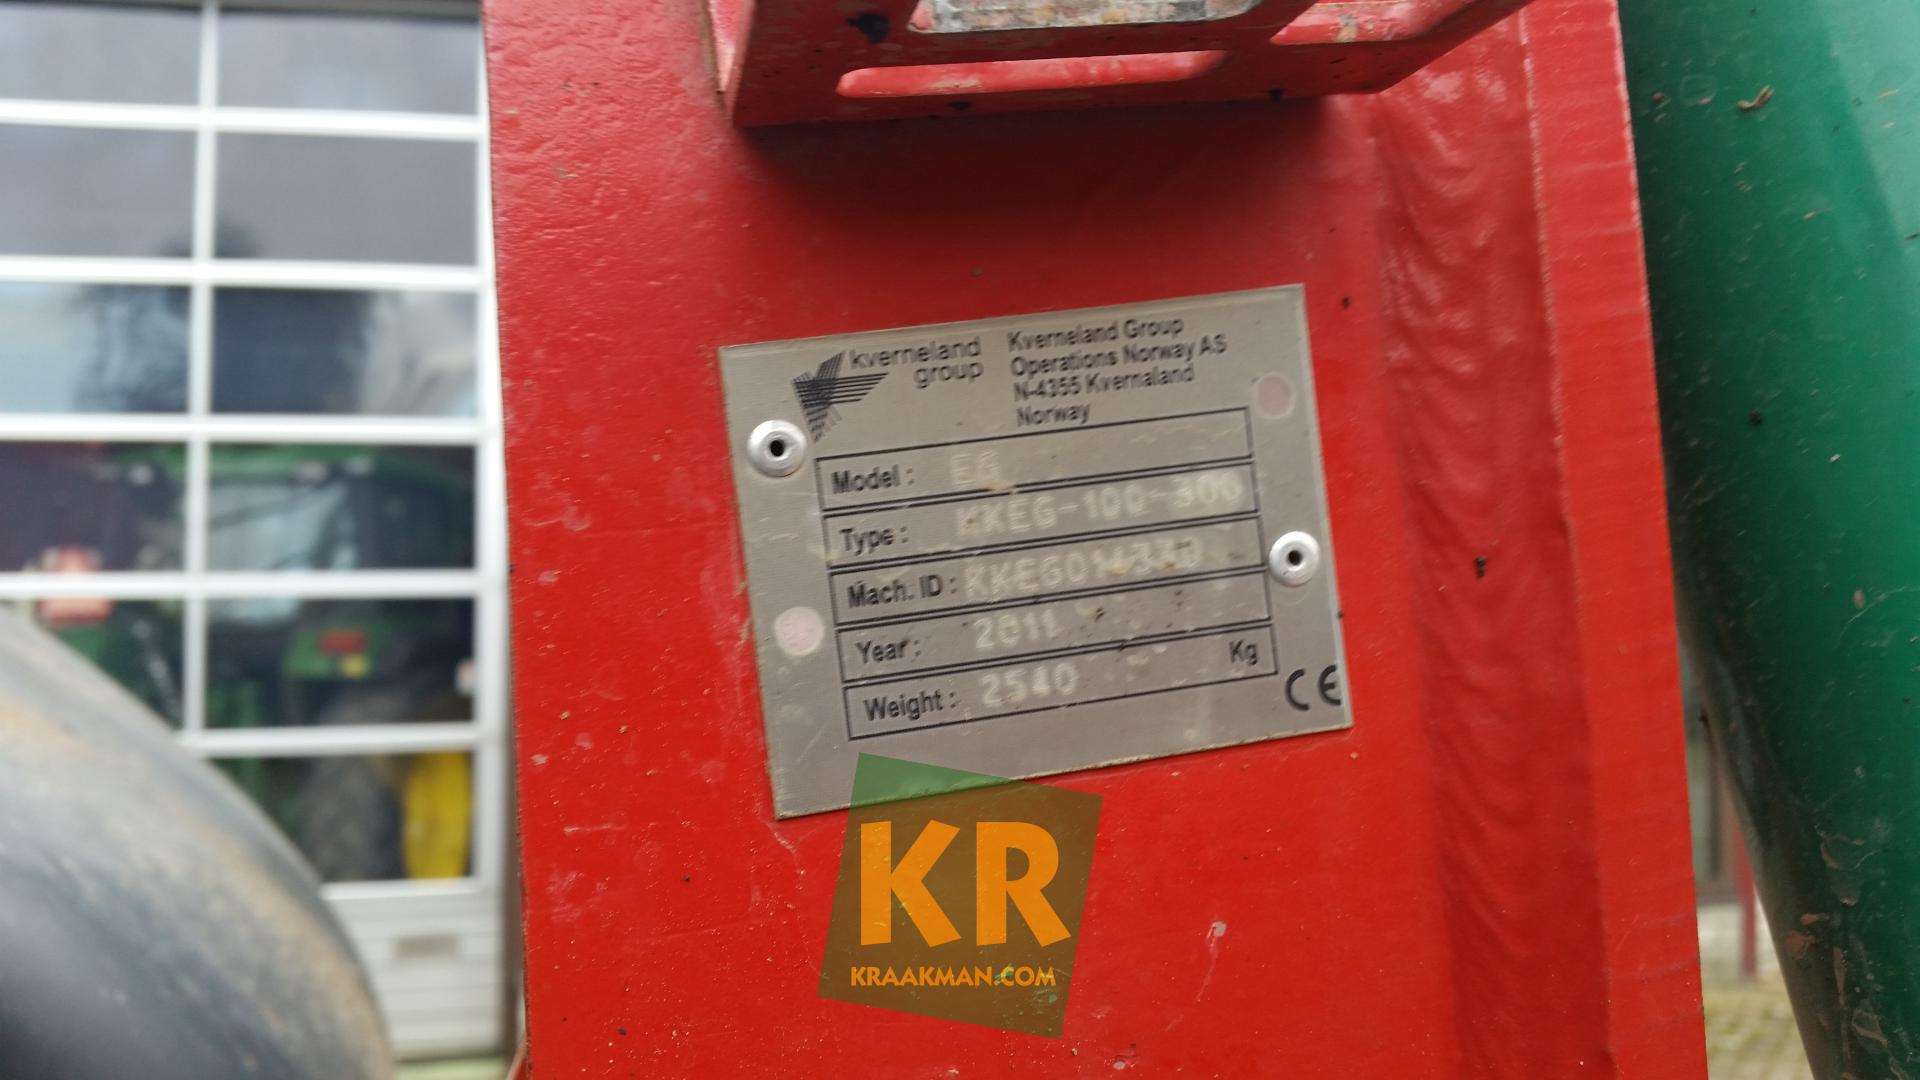 kverneland
group
Kverneland Group
Operations Norway AS
N-4355 Kvernaland
Norway
Model : EG
Type : KKEG-100-300
Mach. ID :
Year : 2011
Weight : 2540 Kg
CE
KR
KRAAKMAN.COM